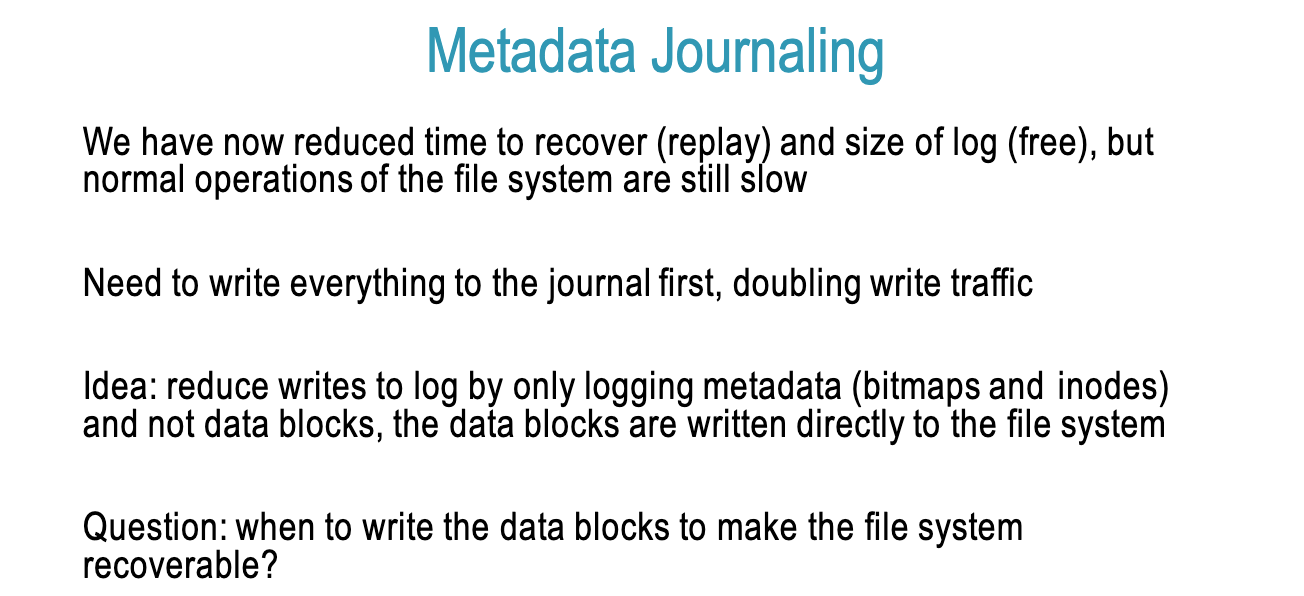 Metadata Journaling
We have now reduced time to recover (replay) and size of log (free), but
normal operations of the file system are still slow
Need to write everything to the journal first, doubling write traffic
Idea: reduce writes to log by only logging metadata (bitmaps and inodes)
and not data blocks, the data blocks are written directly to the file system
Question: when to write the data blocks to make the file system
recoverable?